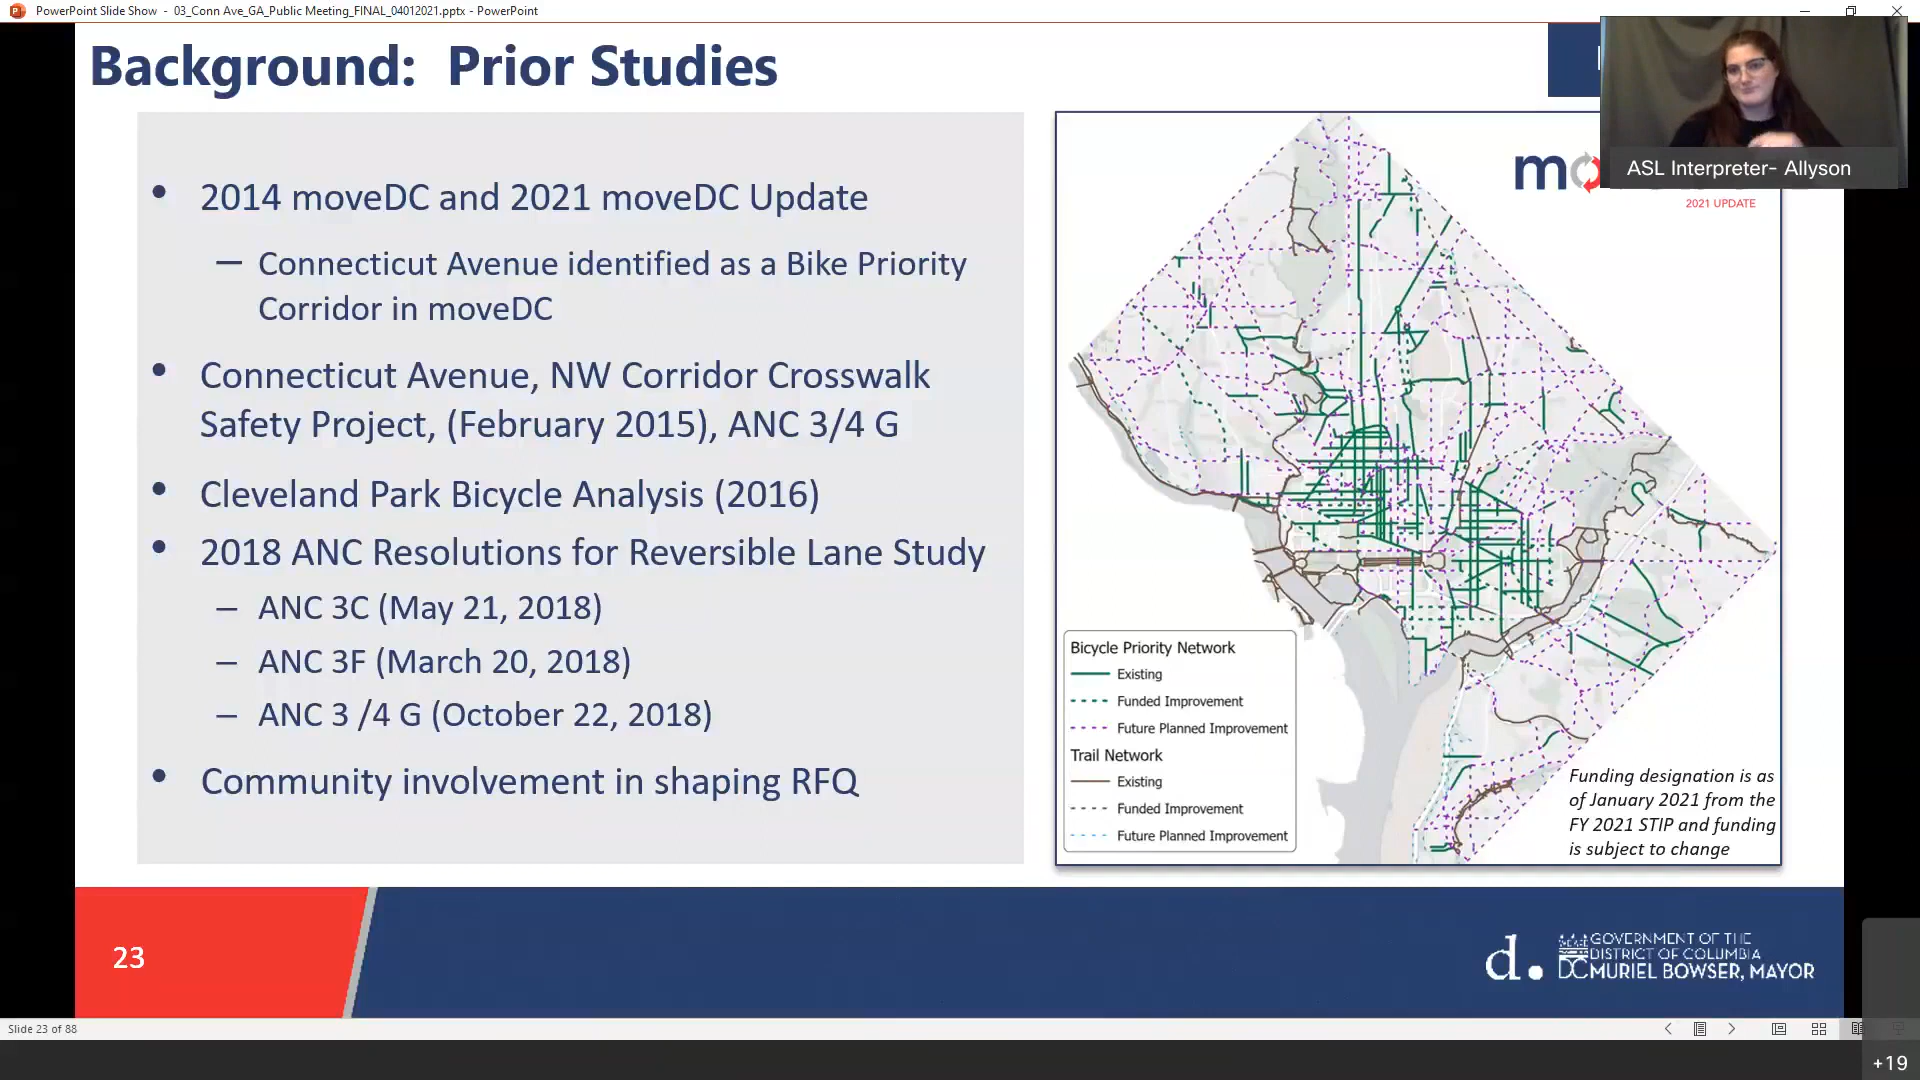 PowerPoint Slide Show - 03_Conn Ave_GA_Public Meeting_FINAL_04012021.pptx - PowerPoint
Background: Prior Studies
ASL Interpreter- Allyson
2021 UPDATE
• 2014 moveDC and 2021 moveDC Update
– Connecticut Avenue identified as a Bike Priority
Corridor in moveDC
• Connecticut Avenue, NW Corridor Crosswalk
Safety Project, (February 2015), ANC 3/4 G
• Cleveland Park Bicycle Analysis (2016)
• 2018 ANC Resolutions for Reversible Lane Study
– ANC 3C (May 21, 2018)
– ANC 3F (March 20, 2018)
– ANC 3 /4 G (October 22, 2018)
• Community involvement in shaping RFQ
Bicycle Priority Network
Existing
Funded Improvement
Future Planned Improvement
Trail Network
Existing
Funded Improvement
Future Planned Improvement
Funding designation is as
of January 2021 from the
FY 2021 STIP and funding
is subject to change
23
d.
GOVERNMENT OF THE
DISTRICT OF COLUMBIA
DC MURIEL BOWSER, MAYOR
Slide 23 of 88
+19